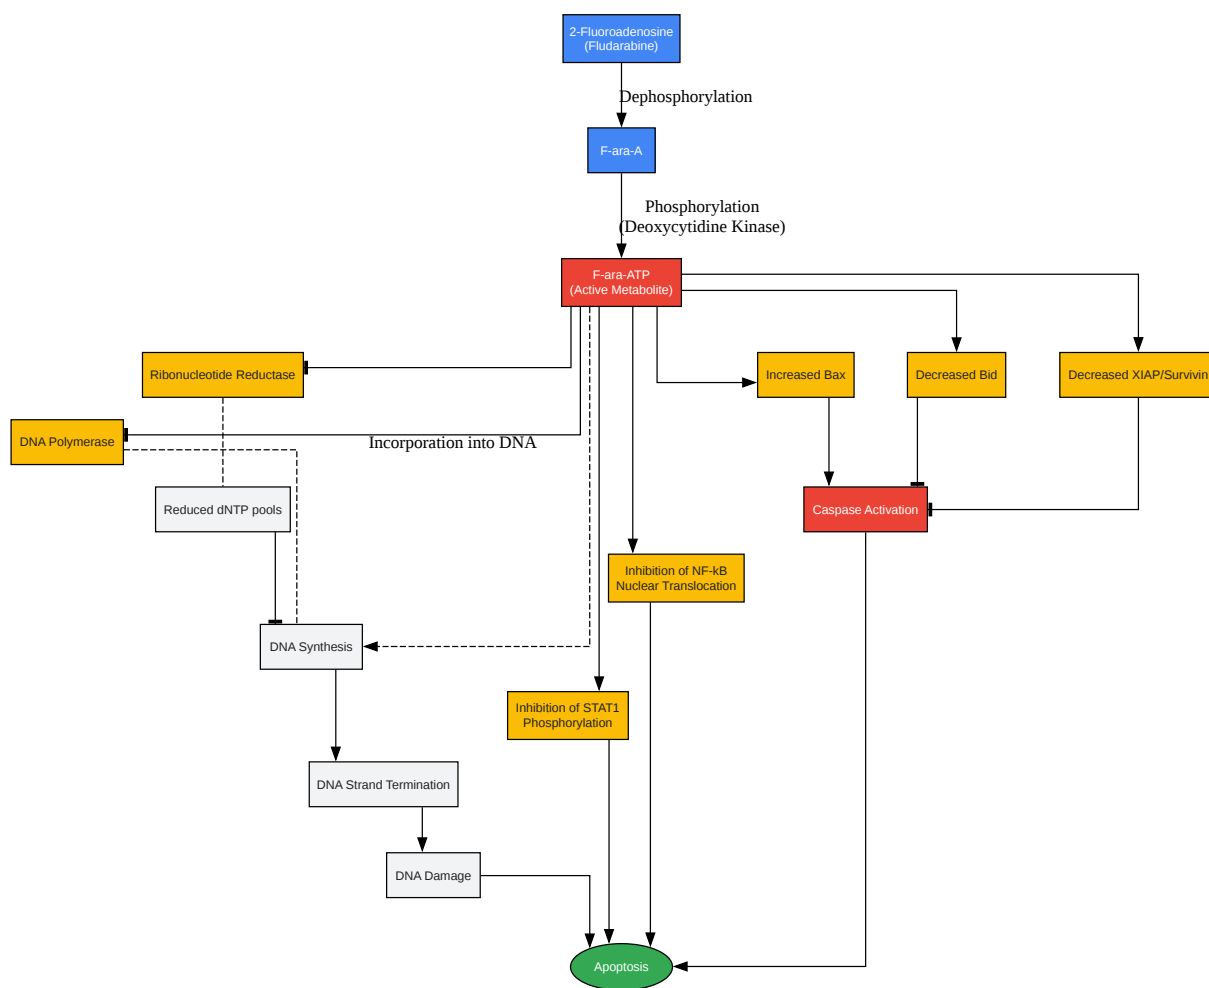 2-Fluoroadenosine
(Fludarabine)
Dephosphorylation
F-ara-A
Phosphorylation
(Deoxycytidine Kinase)
F-ara-ATP
(Active Metabolite)
Ribonucleotide Reductase
Increased Bax
Decreased Bid
Decreased XIAP/Survivin
DNA Polymerase
Incorporation into DNA
Reduced dNTP pools
Caspase Activation
Inhibition of NF-kB
Nuclear Translocation
DNA Synthesis
Inhibition of STAT1
Phosphorylation
DNA Strand Termination
DNA Damage
Apoptosis